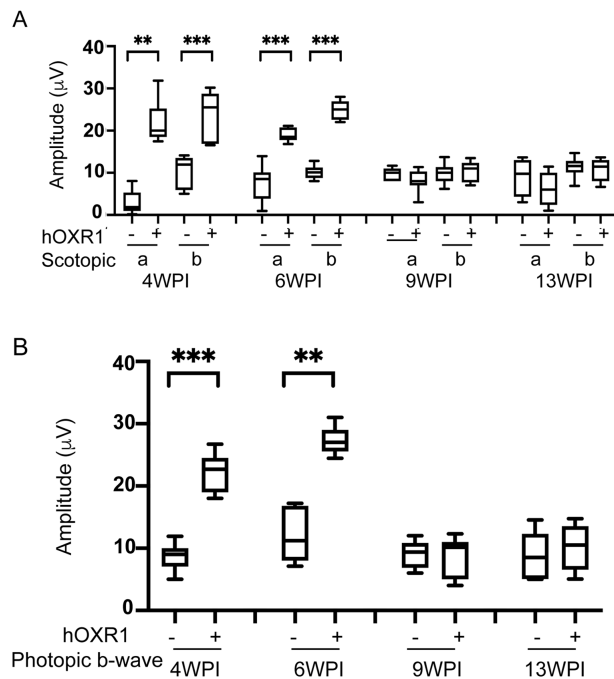 A
** *** *** ***
40
30
20
10
0
Amplitude (μV)
hOXR1 - + - + - + - + - + - + - + - +
Scotopic a b a b a b a b
4WPI 6WPI 9WPI 13WPI
B
*** **
40
30
20
10
0
Amplitude (μV)
hOXR1 - + - + - + - +
Photopic b-wave 4WPI 6WPI 9WPI 13WPI